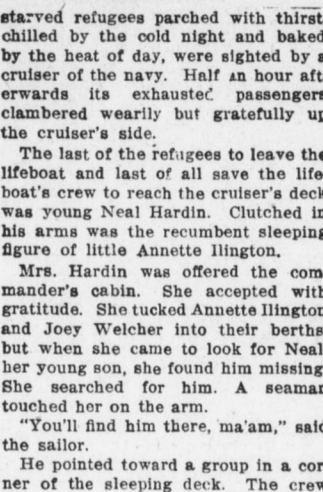 starved refugees parched with thirst
chilled by the cold night and baked
by the heat of day, were sighted by a
cruiser of the navy. Half an hour aft
erwards its exhausted passengers
clambered wearily but gratefully up
the cruiser's side.
The last of the refugees to leave the
lifeboat and last of all save the life
boat's crew to reach the cruiser's deck
was young Neal Hardin. Clutched in
his arms was the recumbent sleeping
figure of little Annette Ilington.
Mrs. Hardin was offered the com
mander's cabin. She accepted with
gratitude. She tucked Annette Ilington
and Joey Welcher into their berths
but when she came to look for Neal
her young son, she found him missing
She searched for him. A seaman
touched her on the arm.
"You'll find him there, ma'am," said
the sailor.
He pointed toward a group in a cor
ner of the sleeping deck. The crew